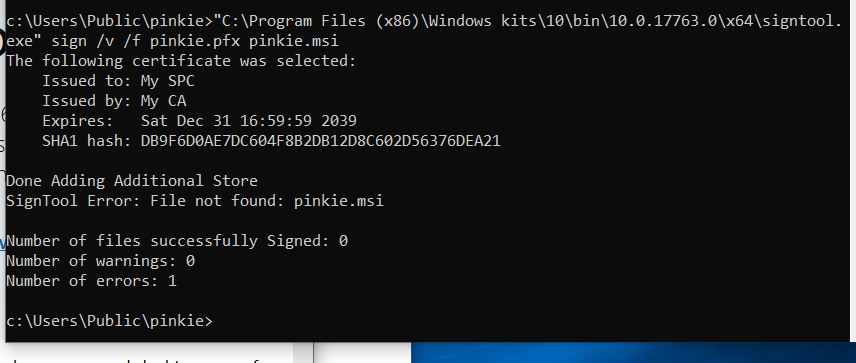 c:\Users\Public\pinkie>"C:\Program Files (x86)\Windows kits\10\bin\10.0.17763.0\x64\signtool.
exe" sign /v /f pinkie.pfx pinkie.msi
The following certificate was selected:
    Issued to: My SPC
    Issued by: My CA
    Expires:   Sat Dec 31 16:59:59 2039
    SHA1 hash: DB9F6D0AE7DC604F8B2DB12D8C602D56376DEA21
Done Adding Additional Store
SignTool Error: File not found: pinkie.msi
Number of files successfully Signed: 0
Number of warnings: 0
Number of errors: 1
c:\Users\Public\pinkie>